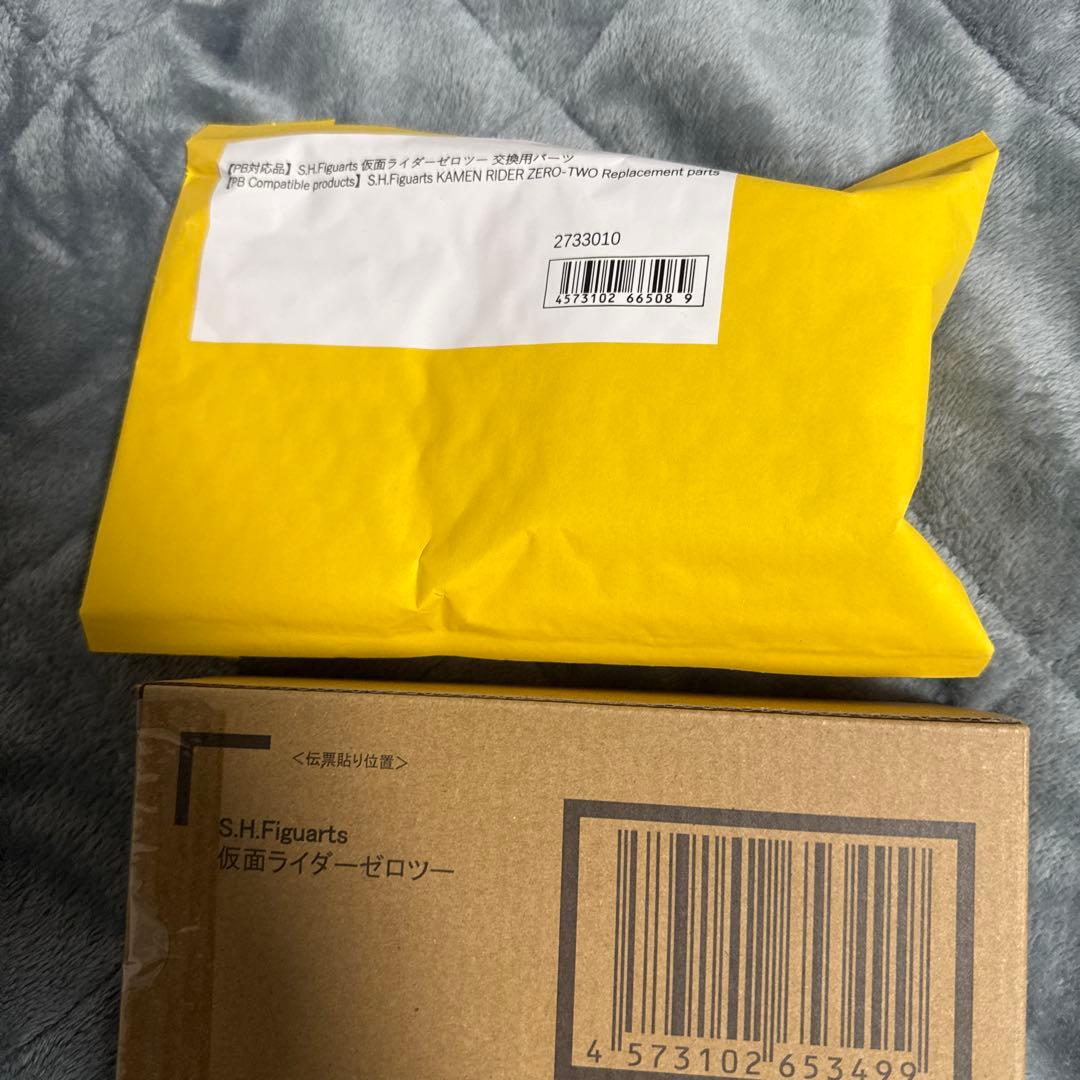 【PB対応品】S.H.Figuarts 仮面ライダーゼロツー 交換用パーツ
【PB Compatible products】S.H.Figuarts KAMEN RIDER ZERO-TWO Replacement parts
2733010
4573102 66508 9
＜伝票貼り位置＞
S.H.Figuarts
仮面ライダーゼロツー
4 573102 653499